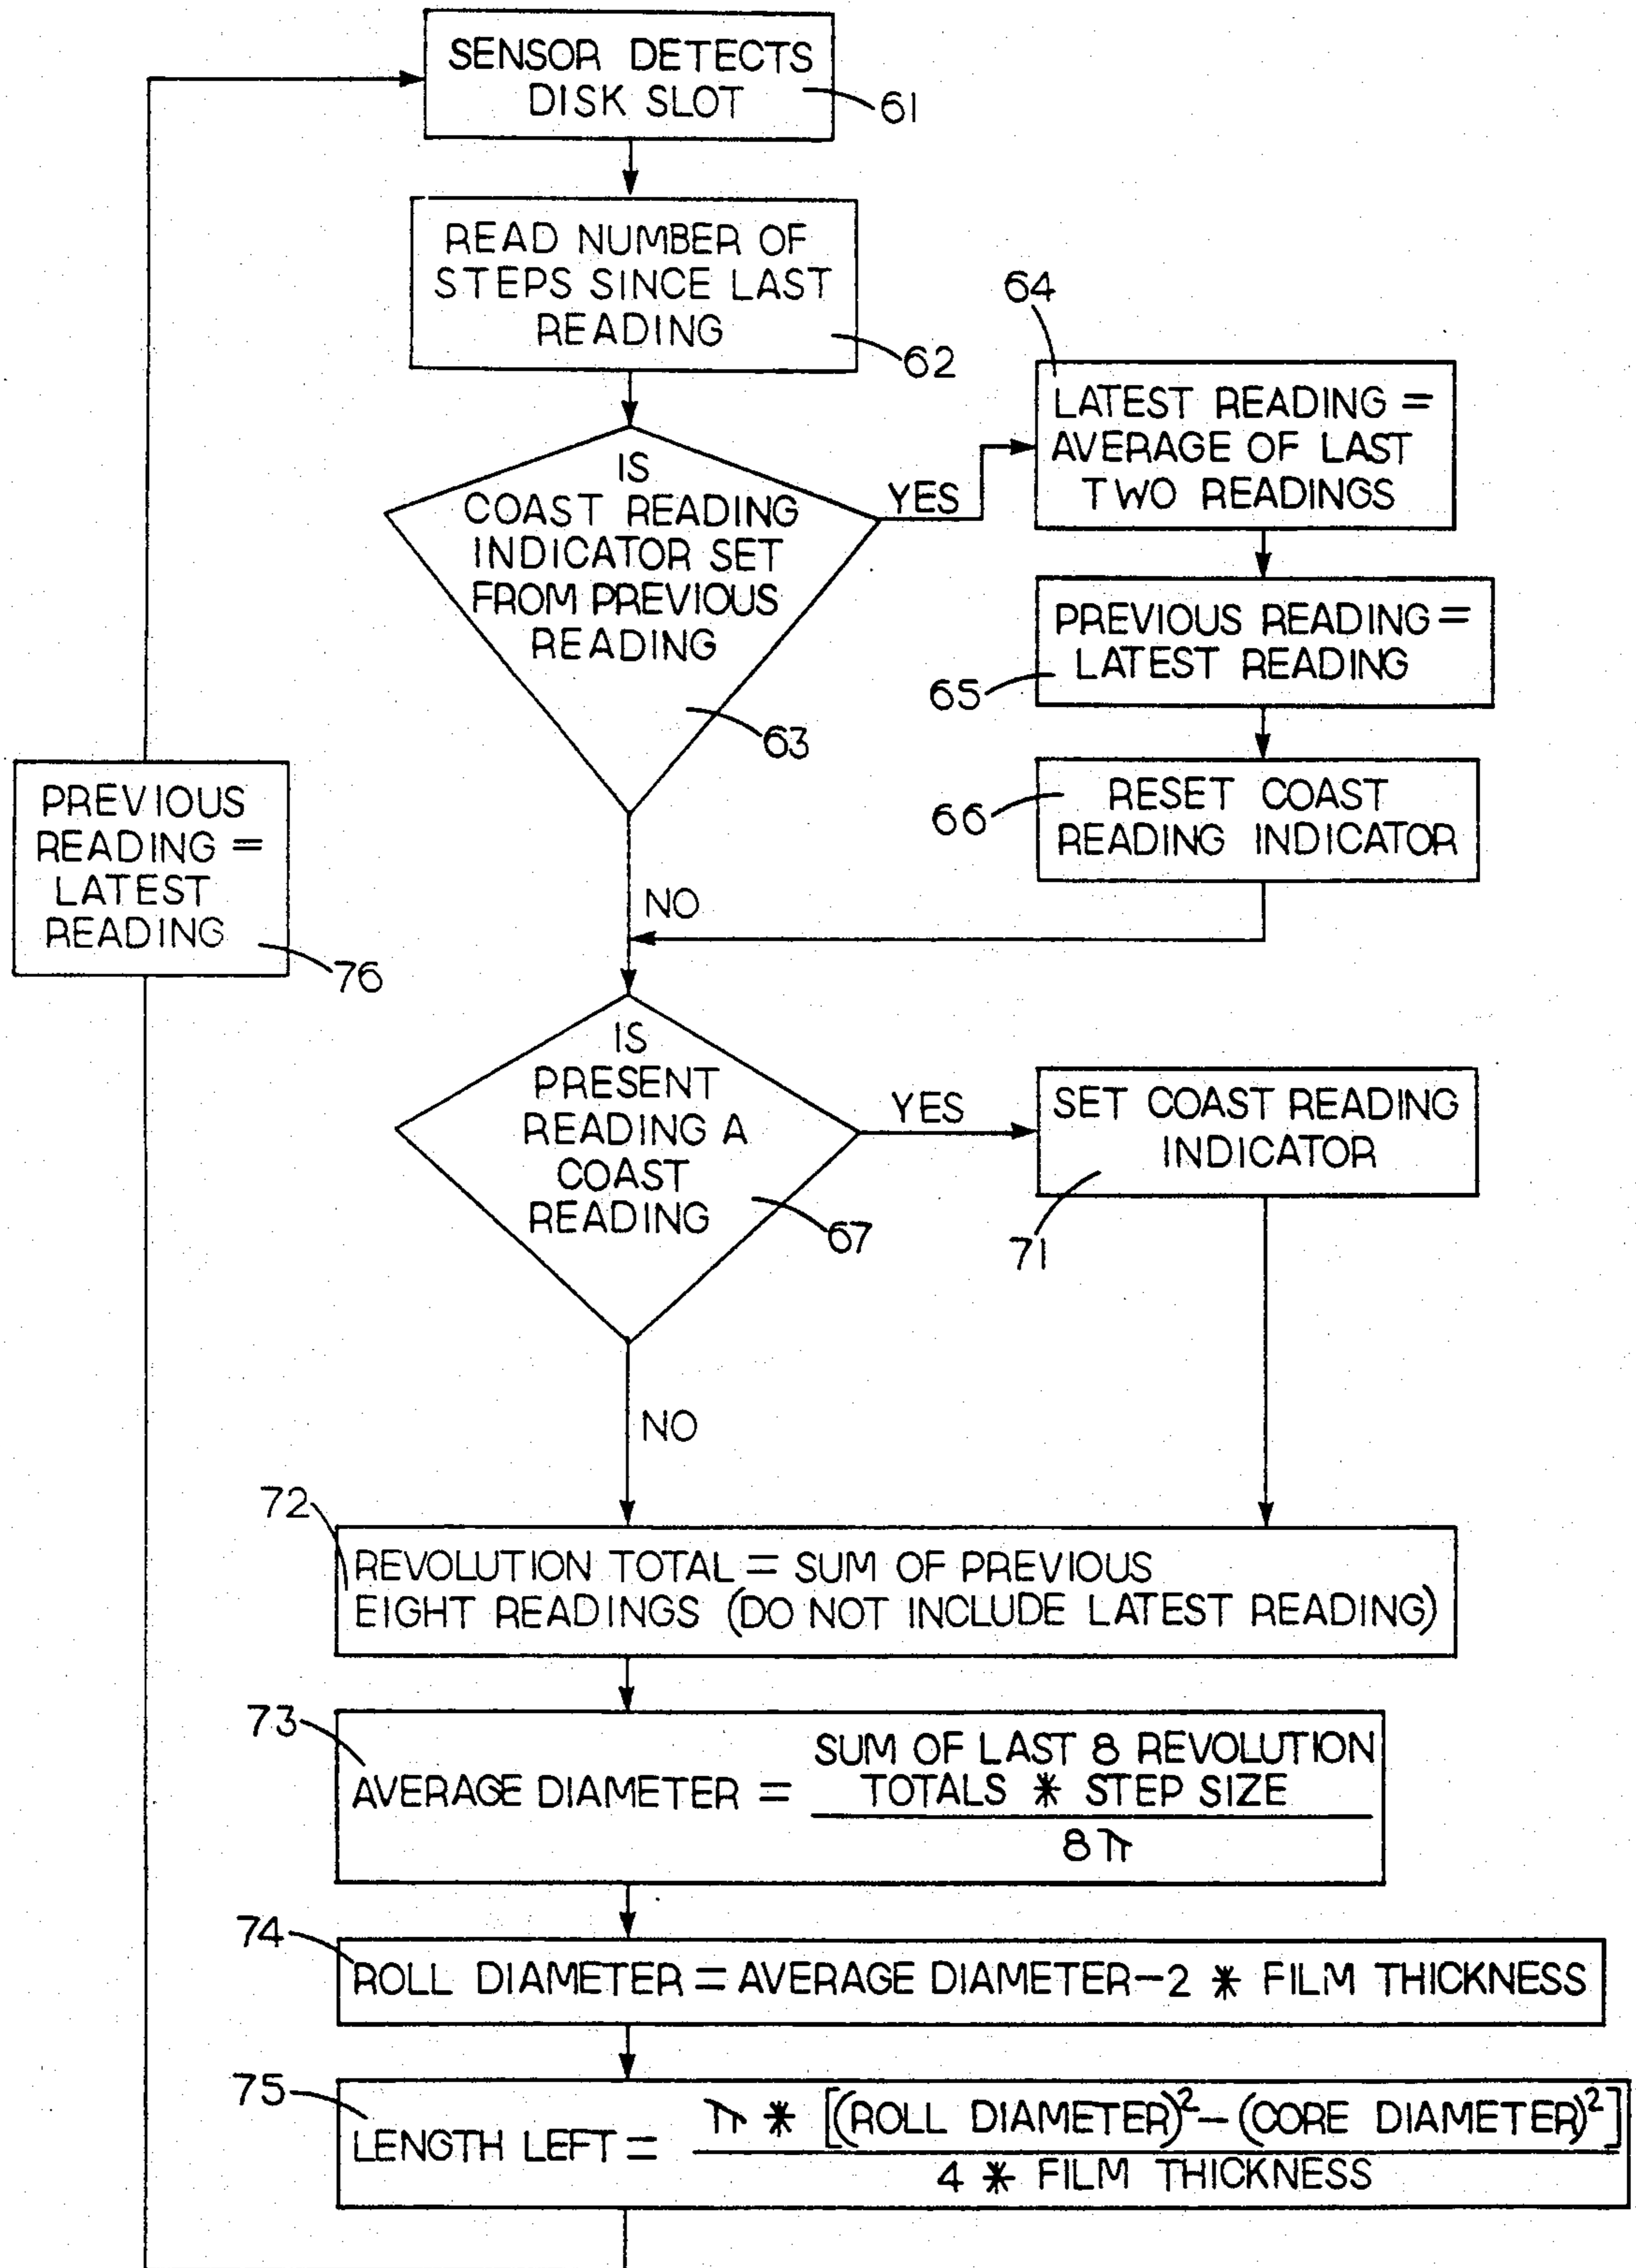 SENSOR DETECTS
DISK SLOT
61
READ NUMBER OF
STEPS SINCE LAST
READING
62
IS
COAST READING
INDICATOR SET
FROM PREVIOUS
READING
63
YES
64
LATEST READING =
AVERAGE OF LAST
TWO READINGS
PREVIOUS READING =
LATEST READING
65
RESET COAST
READING INDICATOR
66
NO
PREVIOUS
READING =
LATEST
READING
76
IS
PRESENT
READING A
COAST
READING
67
YES
SET COAST READING
INDICATOR
71
NO
72
REVOLUTION TOTAL = SUM OF PREVIOUS
EIGHT READINGS (DO NOT INCLUDE LATEST READING)
73
AVERAGE DIAMETER =
SUM OF LAST 8 REVOLUTION
TOTALS * STEP SIZE
8π
74
ROLL DIAMETER = AVERAGE DIAMETER-2 * FILM THICKNESS
75
LENGTH LEFT =
π * [(ROLL DIAMETER)² - (CORE DIAMETER)²]
4 * FILM THICKNESS